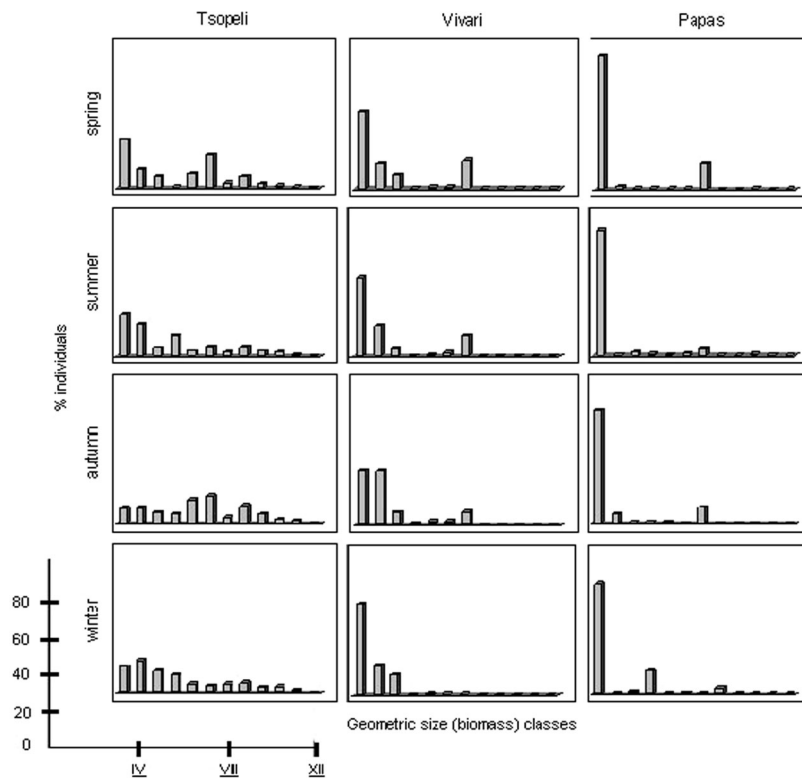 Tsopeli Vivari Papas
spring
summer
% individuals
autumn
winter
80
60
40
20
0
Geometric size (biomass) classes
IV VIII XII